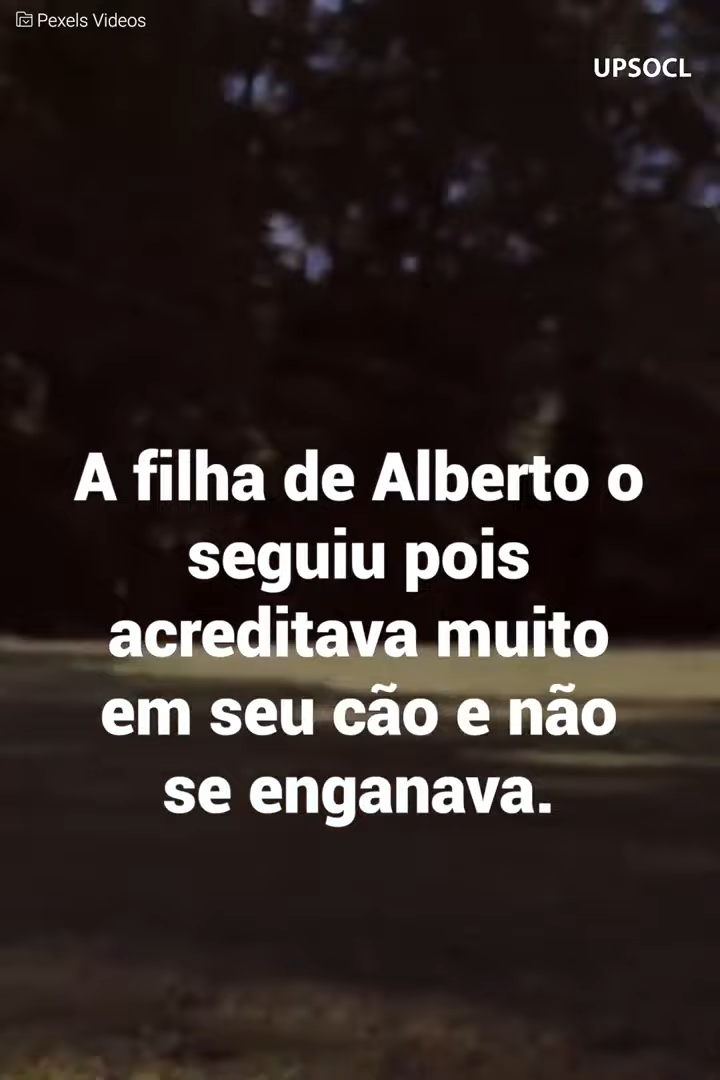 Pexels Videos
UPSOCL
A filha de Alberto o
seguiu pois
acreditava muito
em seu cão e não
se enganava.